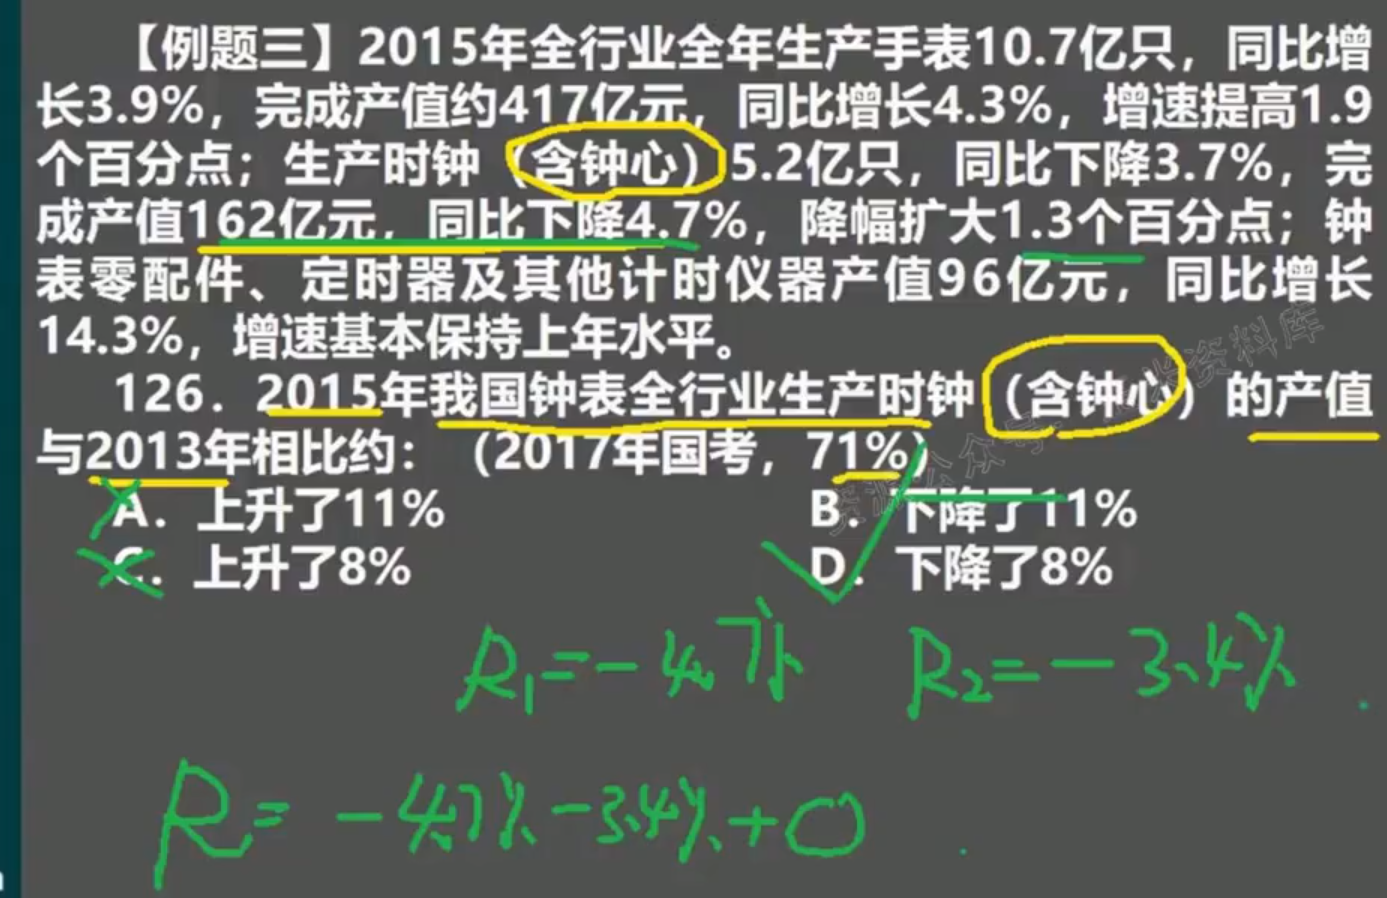 【例题三】2015年全行业全年生产手表10.7亿只，同比增
长3.9%，完成产值约417亿元，同比增长4.3%，增速提高1.9
个百分点；生产时钟（含钟心）5.2亿只，同比下降3.7%，完
成产值162亿元，同比下降4.7%，降幅扩大1.3个百分点；钟
表零配件、定时器及其他计时仪器产值96亿元，同比增长
14.3%，增速基本保持上年水平。
126．2015年我国钟表全行业生产时钟（含钟心）的产值
与2013年相比约：（2017年国考，71%）
A．上升了11% B．下降了11%
C．上升了8% D．下降了8%
R₁=-4.7% R₂=-3.4%
R=-4.7%-3.4%+0